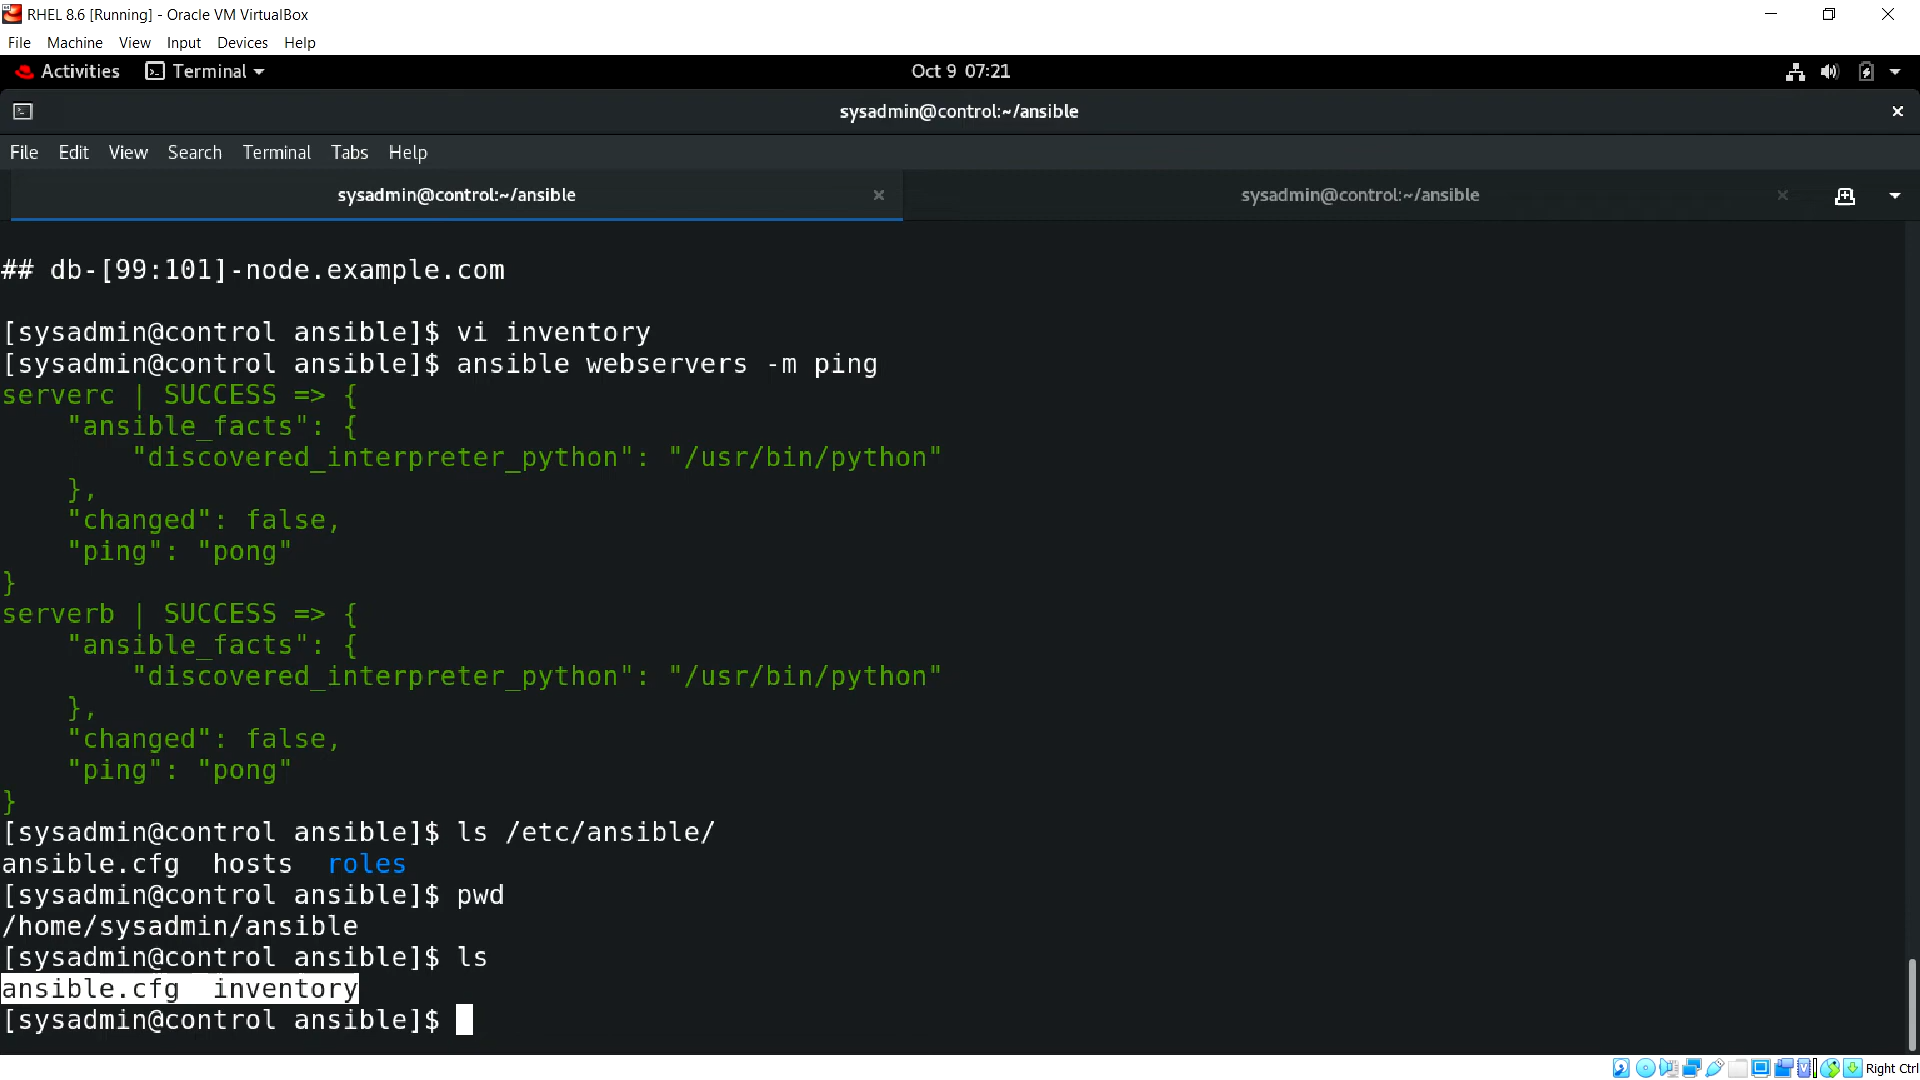 RHEL 8.6 [Running] - Oracle VM VirtualBox
File Machine View Input Devices Help
Activities Terminal Oct 9 07:21
sysadmin@control:~/ansible
File Edit View Search Terminal Tabs Help
sysadmin@control:~/ansible sysadmin@control:~/ansible
## db-[99:101]-node.example.com
[sysadmin@control ansible]$ vi inventory
[sysadmin@control ansible]$ ansible webservers -m ping
serverc | SUCCESS => {
    "ansible_facts": {
        "discovered_interpreter_python": "/usr/bin/python"
    },
    "changed": false,
    "ping": "pong"
}
serverb | SUCCESS => {
    "ansible_facts": {
        "discovered_interpreter_python": "/usr/bin/python"
    },
    "changed": false,
    "ping": "pong"
}
[sysadmin@control ansible]$ ls /etc/ansible/
ansible.cfg  hosts  roles
[sysadmin@control ansible]$ pwd
/home/sysadmin/ansible
[sysadmin@control ansible]$ ls
ansible.cfg  inventory
[sysadmin@control ansible]$
Right Ctrl